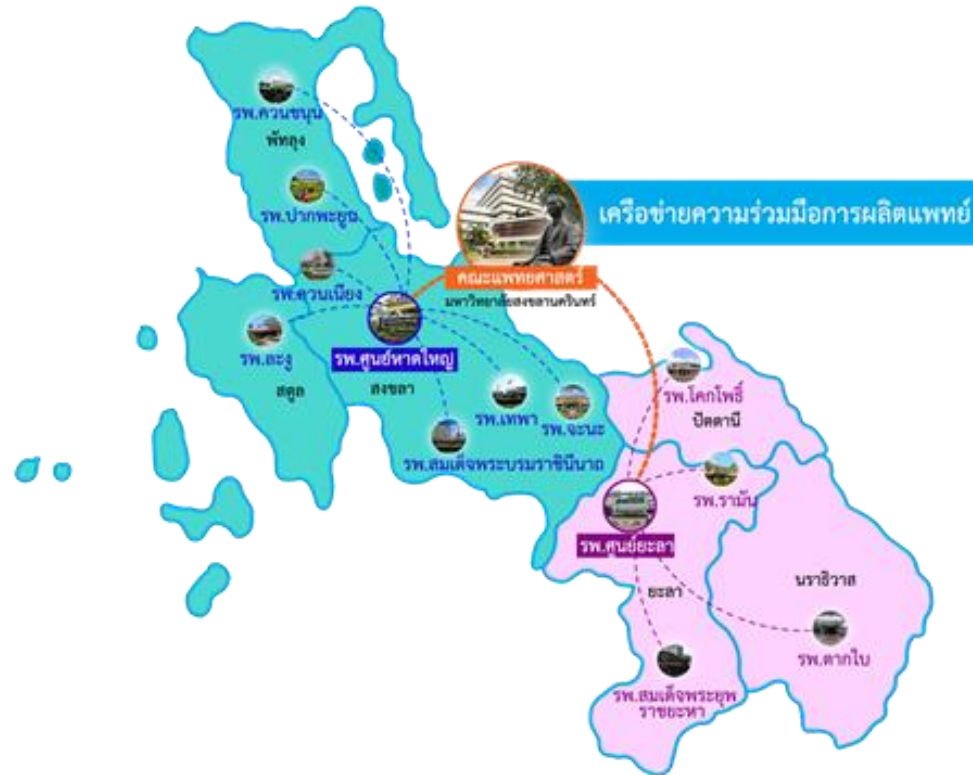 รพ.ควนขนุน
พัทลุง
รพ.ปากพะยูน
เครือข่ายความร่วมมือการผลิตแพทย์
คณะแพทยศาสตร์
มหาวิทยาลัยสงขลานครินทร์
รพ.ควนเนียง
รพ.ละงู
สตูล
รพ.ศูนย์หาดใหญ่
สงขลา
รพ.เทพา
รพ.จะนะ
รพ.สมเด็จพระบรมราชินีนาถ
รพ.โคกโพธิ์
ปัตตานี
รพ.รามัน
รพ.ศูนย์ยะลา
ยะลา
นราธิวาส
รพ.ตากใบ
รพ.สมเด็จพระยุพ
ราชยะหา